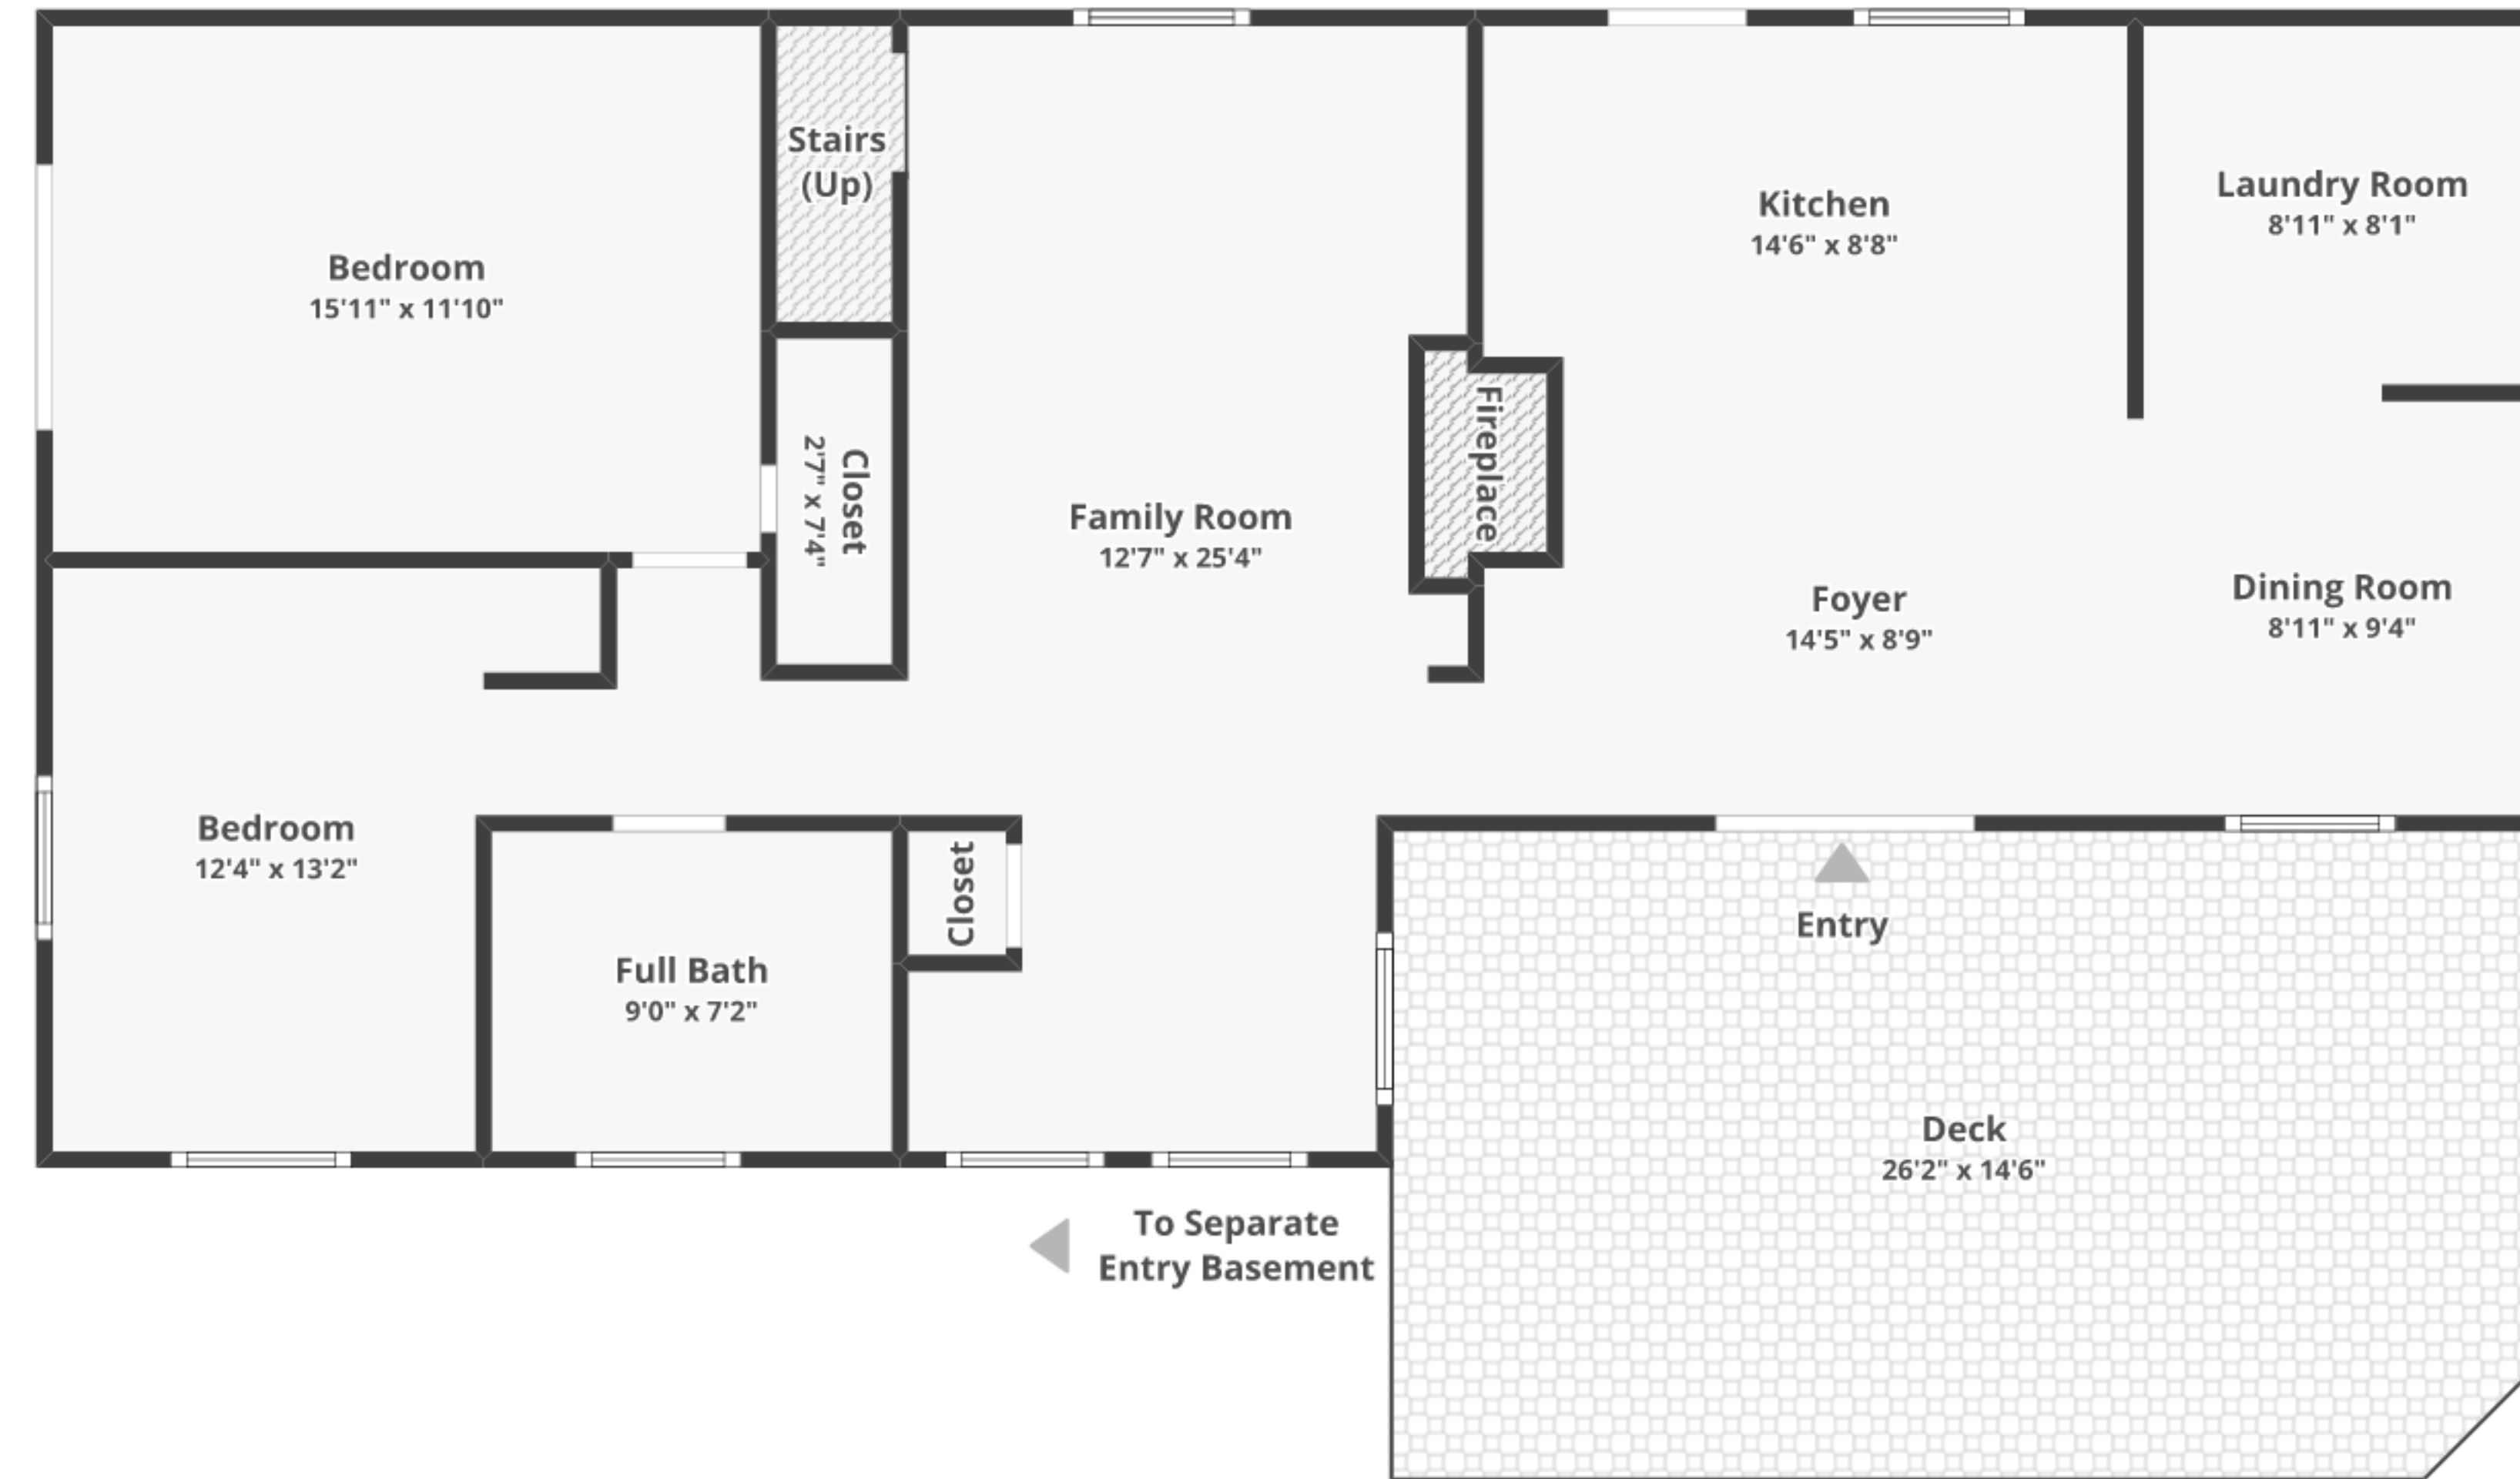 Stairs
(Up)
Bedroom
15'11" x 11'10"
Closet
2'7" x 7'4"
Family Room
12'7" x 25'4"
Kitchen
14'6" x 8'8"
Laundry Room
8'11" x 8'1"
Fireplace
Foyer
14'5" x 8'9"
Dining Room
8'11" x 9'4"
Bedroom
12'4" x 13'2"
Full Bath
9'0" x 7'2"
Closet
Entry
Deck
26'2" x 14'6"
To Separate
Entry Basement